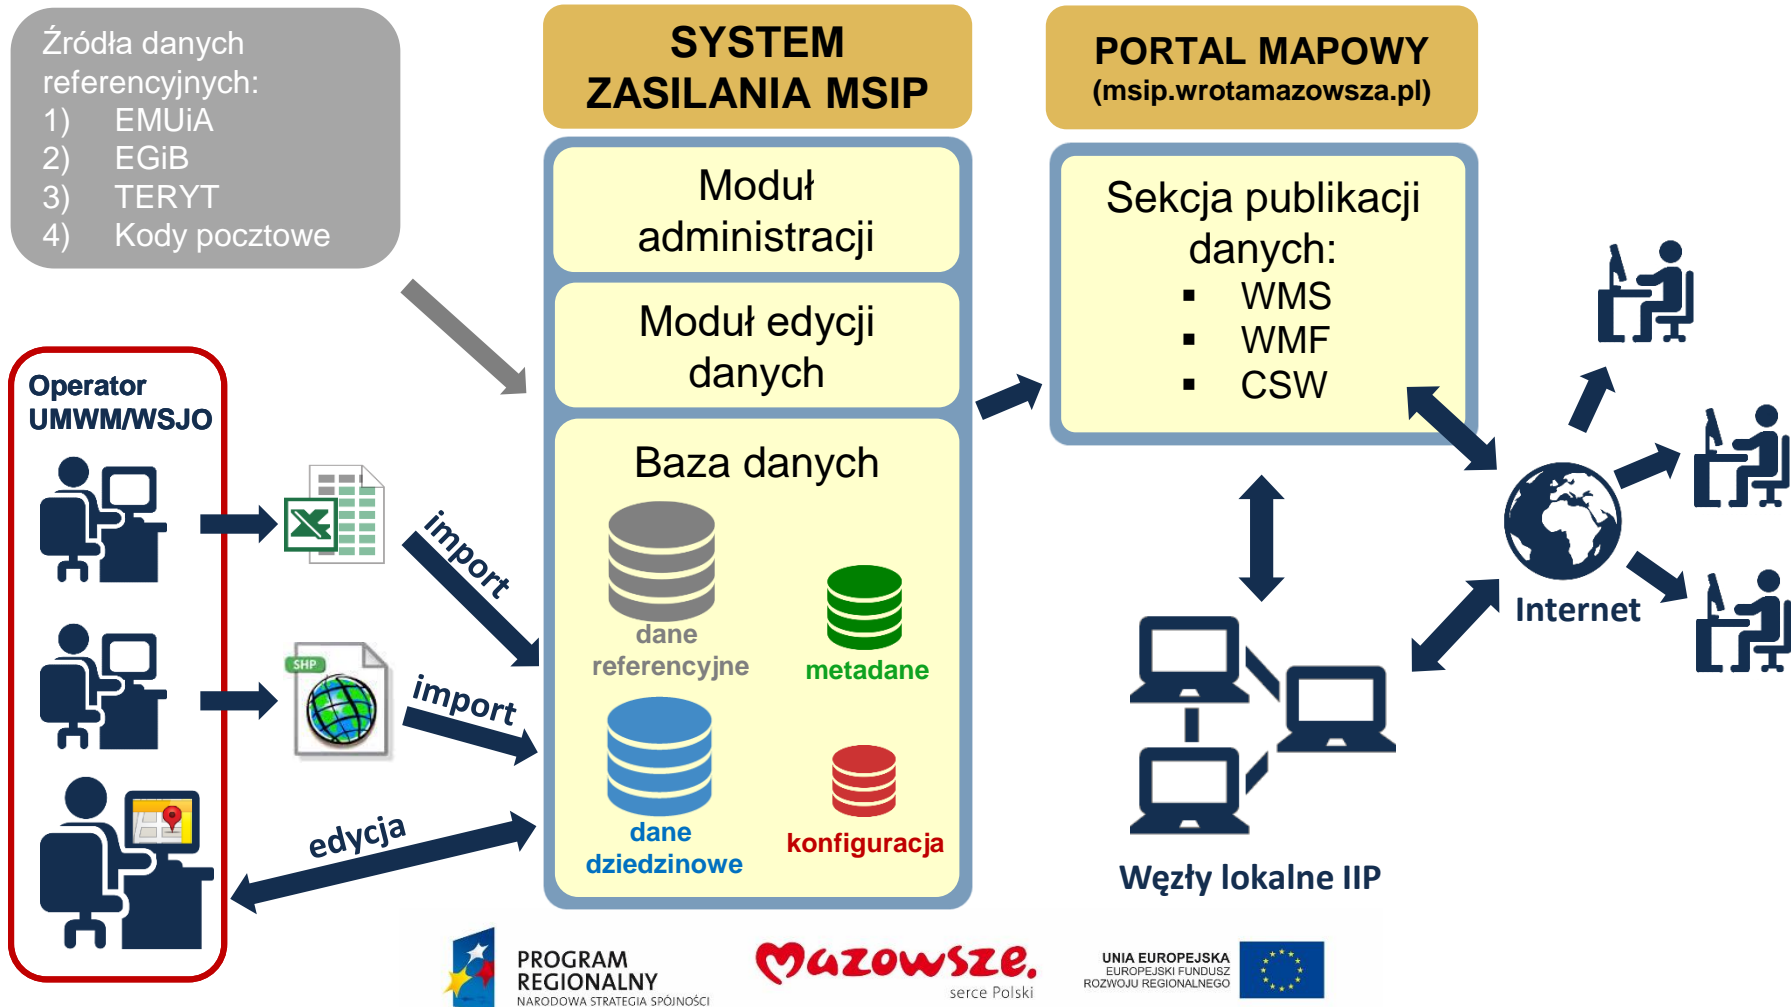 Źródła danych
referencyjnych:
1) EMUiA
2) EGiB
3) TERYT
4) Kody pocztowe
SYSTEM
ZASILANIA MSIP
PORTAL MAPOWY
(msip.wrotamazowsza.pl)
Moduł
administracji
Moduł edycji
danych
Baza danych
dane
referencyjne
metadane
dane
dziedzinowe
konfiguracja
Sekcja publikacji
danych:
▪ WMS
▪ WMF
▪ CSW
Operator
UMWM/WSJO
import
SHP
import
edycja
Internet
Węzły lokalne IIP
PROGRAM
REGIONALNY
NARODOWA STRATEGIA SPÓJNOŚCI
Mazowsze.
serce Polski
UNIA EUROPEJSKA
EUROPEJSKI FUNDUSZ
ROZWOJU REGIONALNEGO